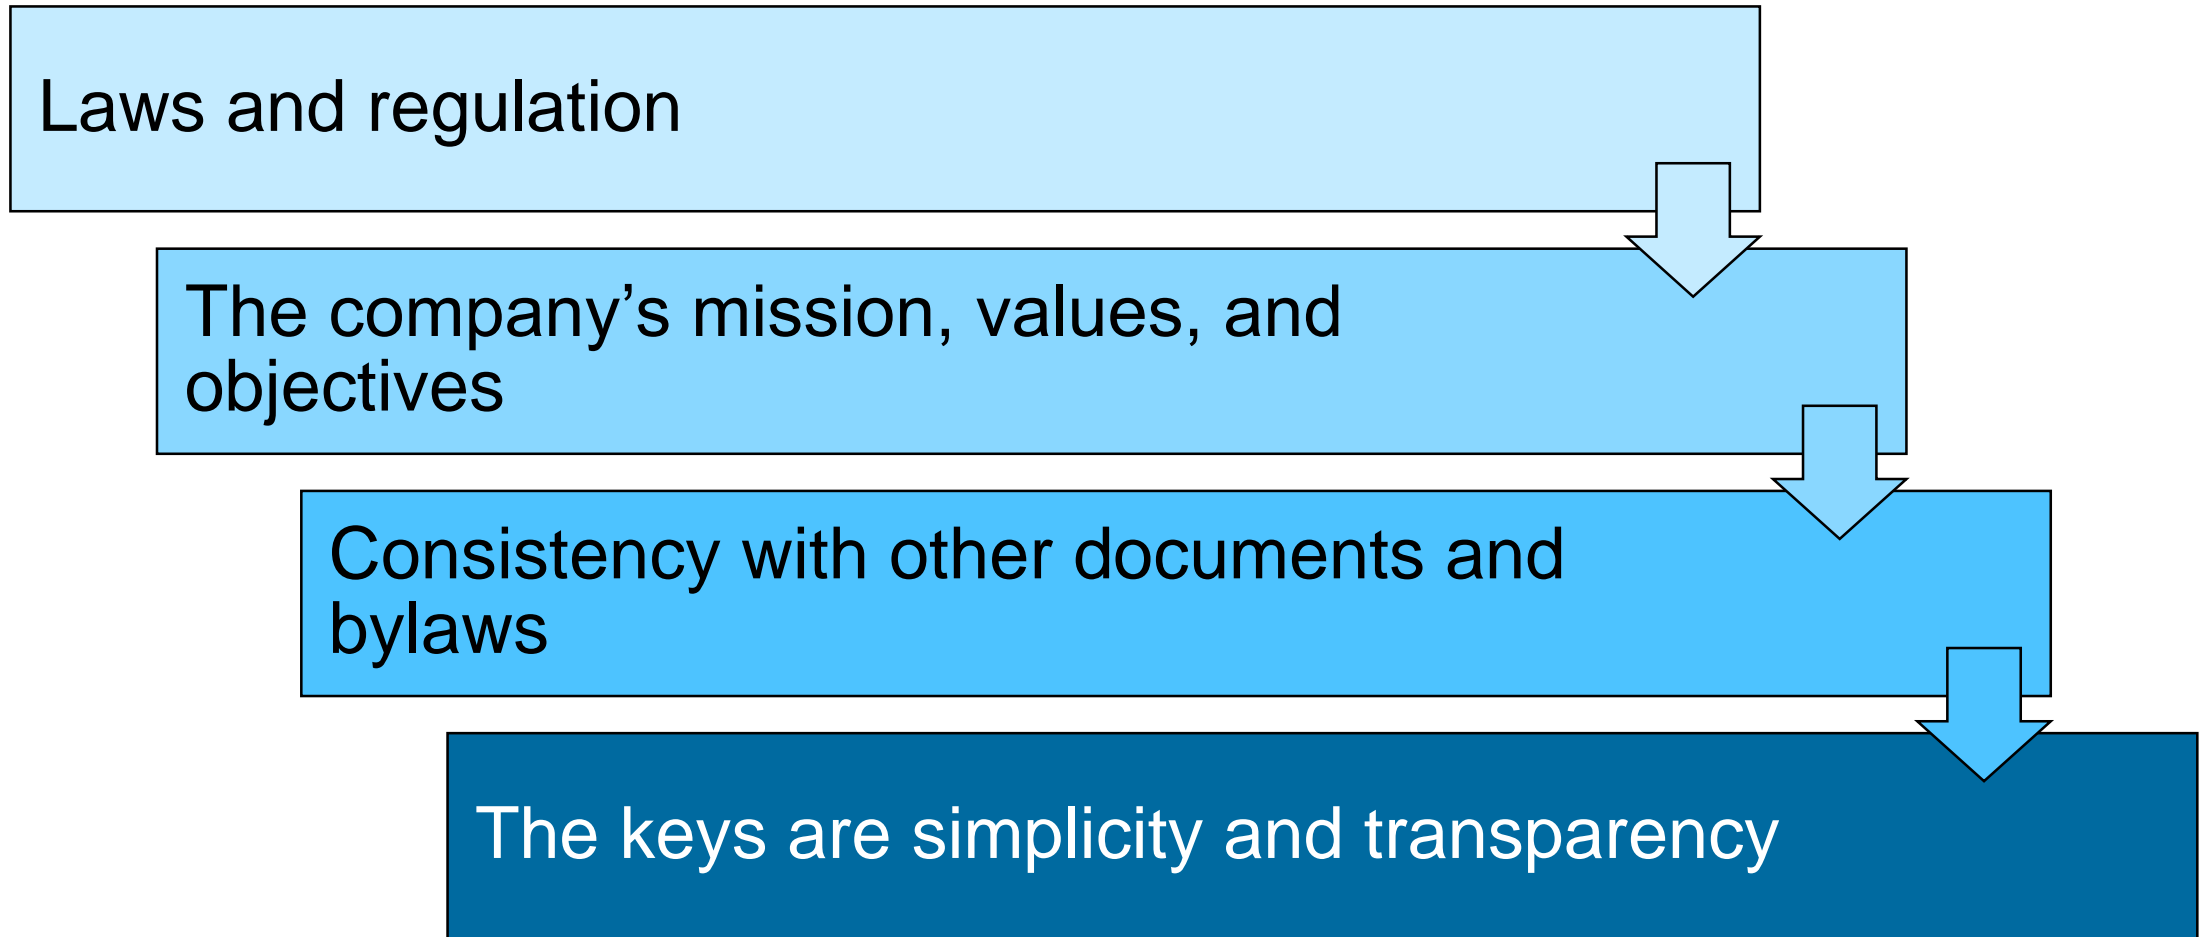 Laws and regulation
The company’s mission, values, and
objectives
Consistency with other documents and
bylaws
The keys are simplicity and transparency